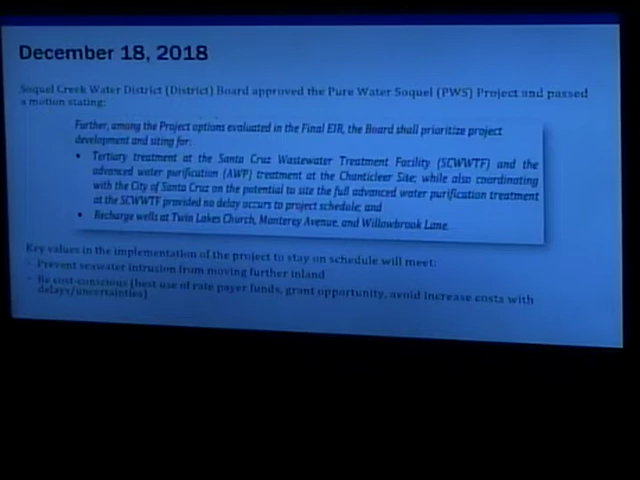 December 18, 2018
Soquel Creek Water District (District) Board approved the Pure Water Soquel (PWS) Project and passed
a motion stating:
Further, among the Project options evaluated in the Final EIR, the Board shall prioritize project
development and siting for:
• Tertiary treatment at the Santa Cruz Wastewater Treatment Facility (SCWWTF) and the
advanced water purification (AWP) treatment at the Chanticleer Site; while also coordinating
with the City of Santa Cruz on the potential to site the full advanced water purification treatment
at the SCWWTF provided no delay occurs to project schedule; and
• Recharge wells at Twin Lakes Church, Monterey Avenue, and Willowbrook Lane.
Key values in the implementation of the project to stay on schedule will meet:
Prevent seawater intrusion from moving further inland
Be cost-conscious (best use of rate payer funds, grant opportunity, avoid increase costs with
delays/uncertainties)